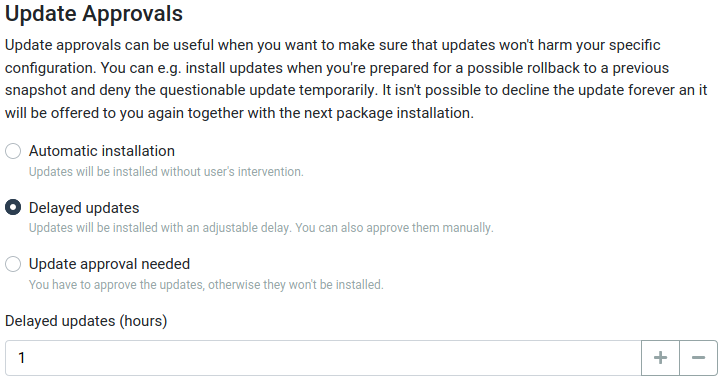 Update Approvals
Update approvals can be useful when you want to make sure that updates won't harm your specific
configuration. You can e.g. install updates when you're prepared for a possible rollback to a previous
snapshot and deny the questionable update temporarily. It isn't possible to decline the update forever an it
will be offered to you again together with the next package installation.
Automatic installation
Updates will be installed without user's intervention.
Delayed updates
Updates will be installed with an adjustable delay. You can also approve them manually.
Update approval needed
You have to approve the updates, otherwise they won't be installed.
Delayed updates (hours)
1